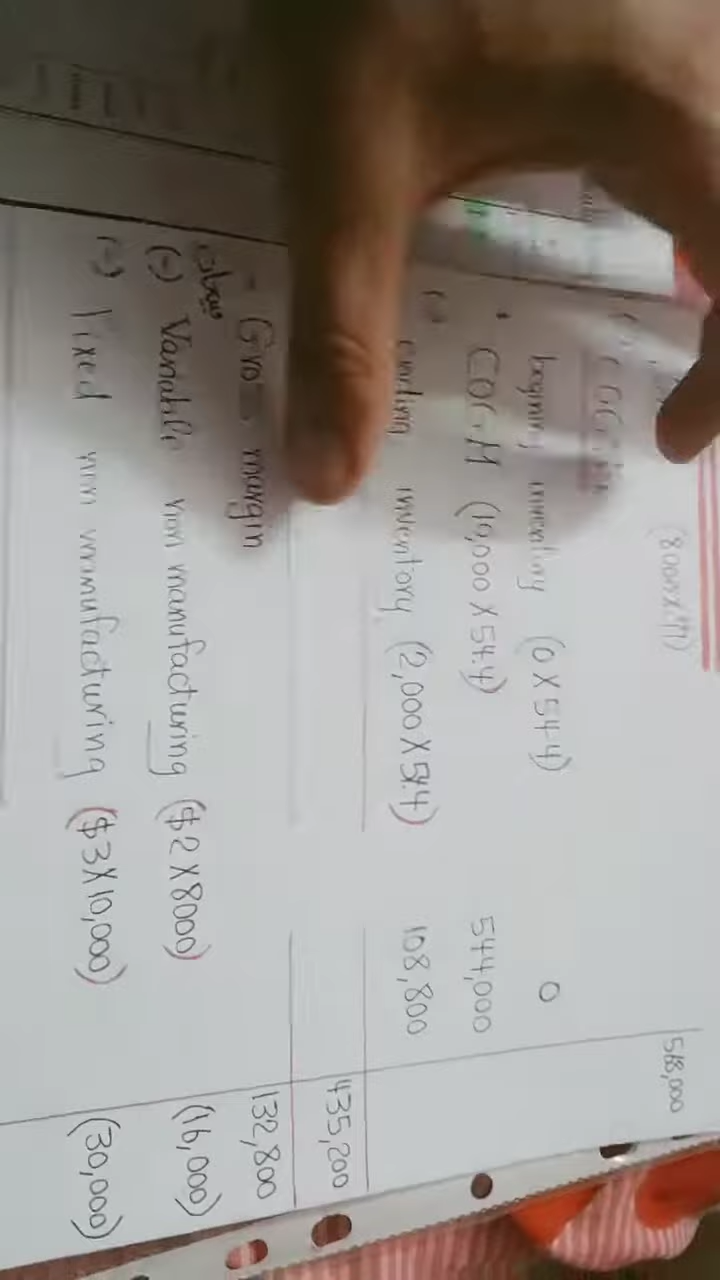 (8000 X 71)
518,000
beginning inventory (0 X 54.4) 0
+ COGM (10,000 X 54.4) 544,000
(-) ending inventory (2,000 X 54.4) 108,800
435,200
- Gross margin 132,800
(-) Variable non manufacturing ($2 X 8000) (16,000)
(-) Fixed non manufacturing ($3 X 10,000) (30,000)